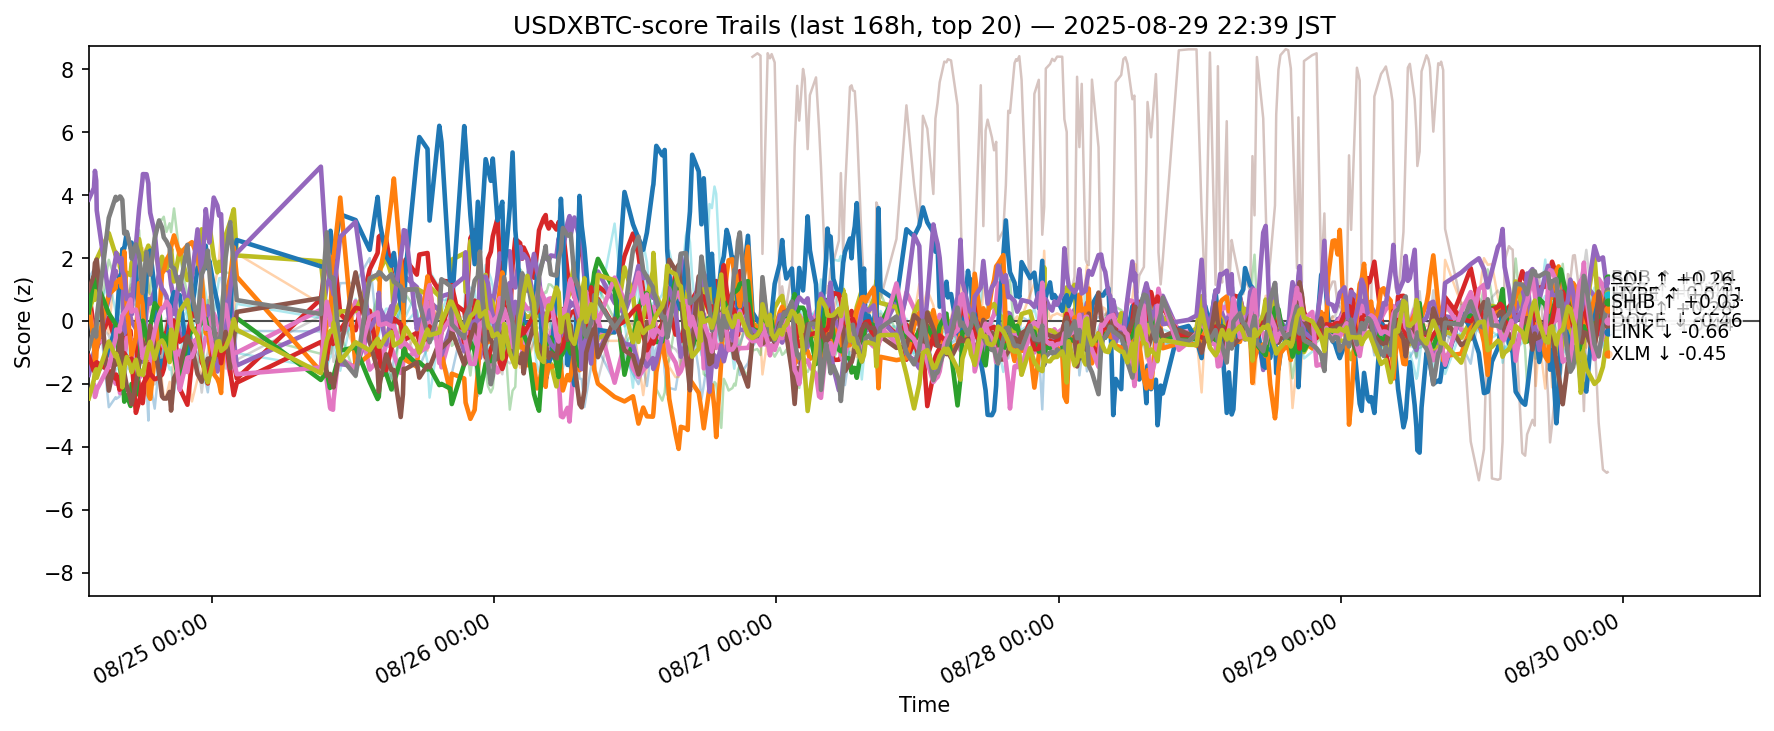 USDXBTC-score Trails (last 168h, top 20) — 2025-08-29 22:39 JST
Score (z)
8
6
4
2
0
−2
−4
−6
−8
SOL ↑ +0.26
SHIB ↑ +0.03
LINK ↓ -0.66
XLM ↓ -0.45
08/25 00:00
08/26 00:00
08/27 00:00
08/28 00:00
08/29 00:00
08/30 00:00
Time